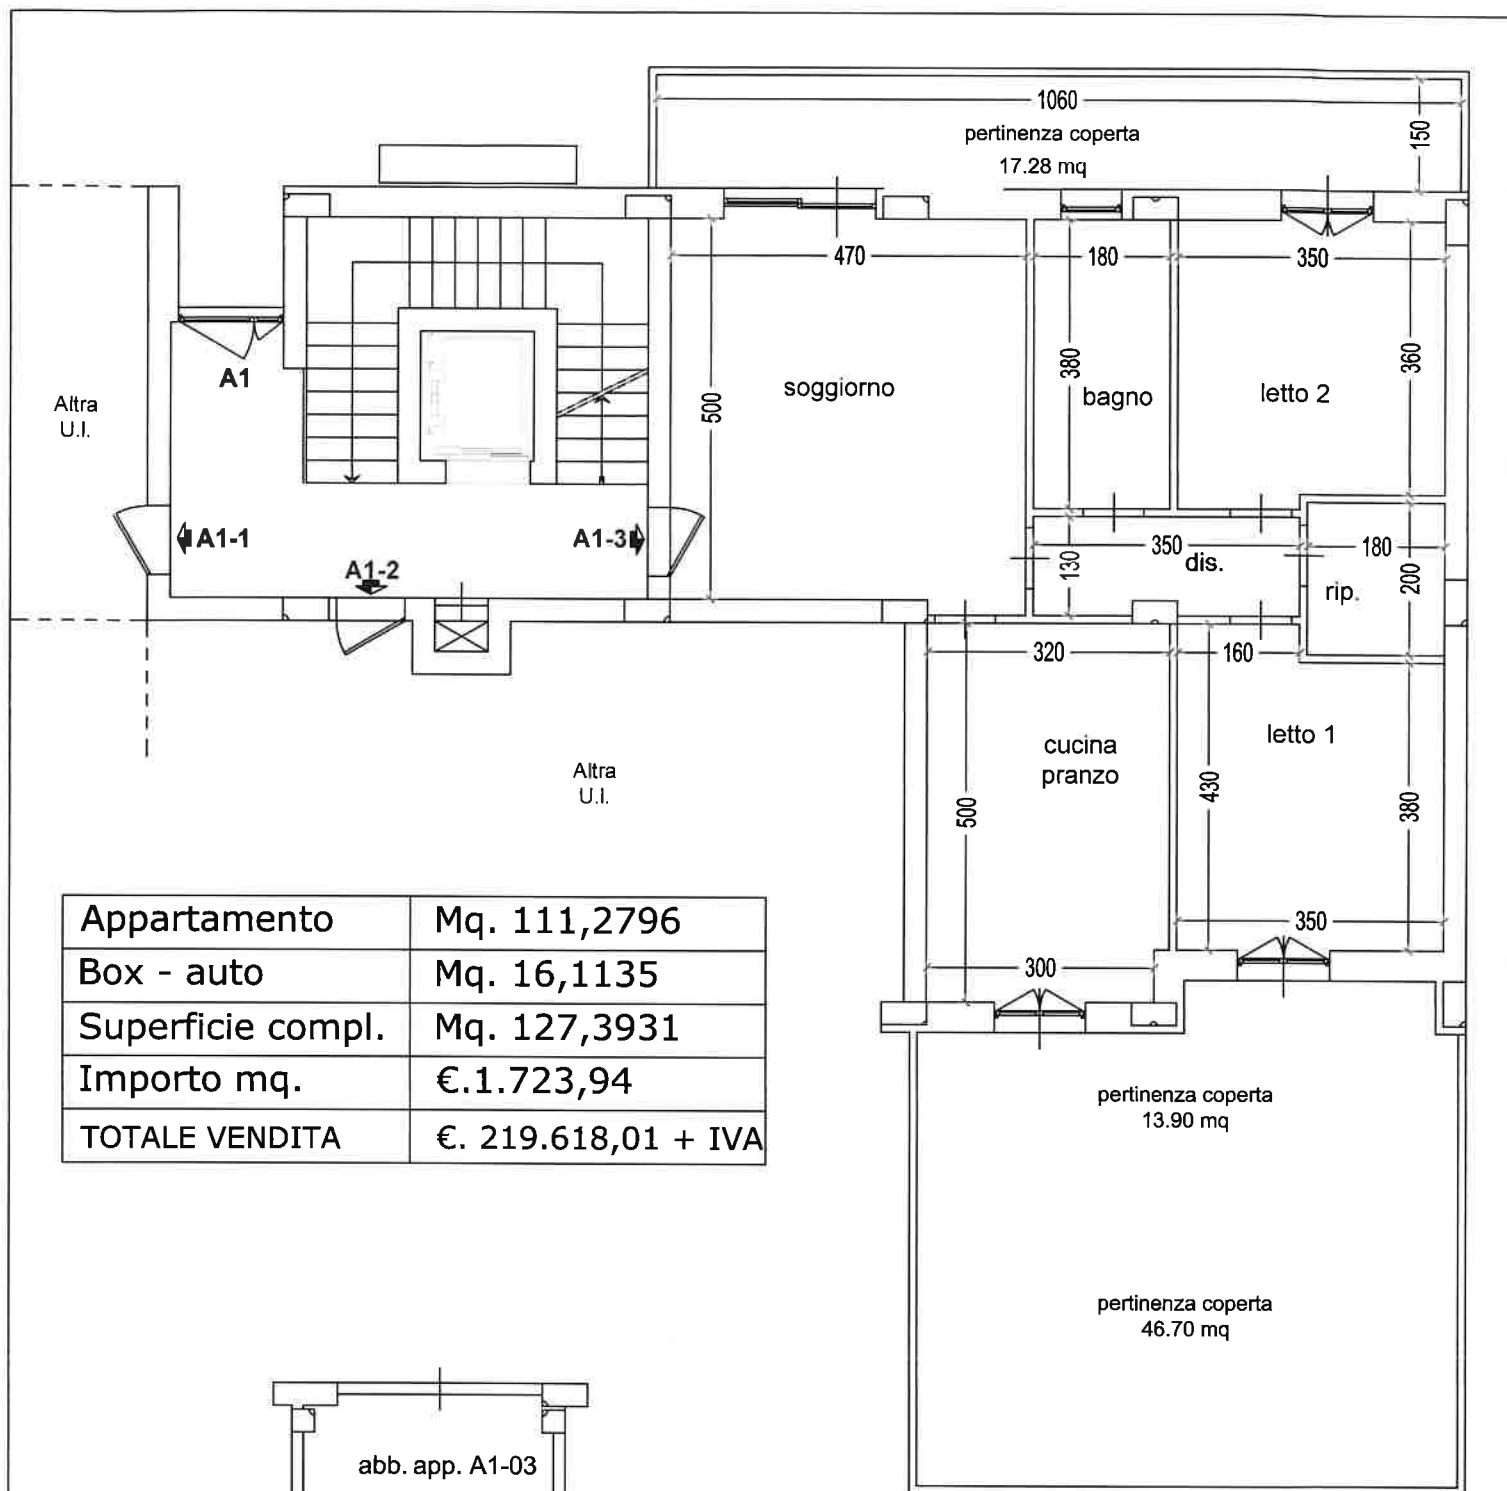 1060
150
pertinenza coperta
17.28 mq
470
180
350
A1
Altra
U.I.
soggiorno
500
380
bagno
letto 2
360
A1-1
A1-2
A1-3
350
130
dis.
180
200
rip.
320
160
cucina
pranzo
500
letto 1
430
380
Altra
U.I.
350
300
Appartamento Mq. 111,2796
Box - auto Mq. 16,1135
Superficie compl. Mq. 127,3931
Importo mq. €.1.723,94
TOTALE VENDITA €. 219.618,01 + IVA
pertinenza coperta
13.90 mq
pertinenza coperta
46.70 mq
abb. app. A1-03